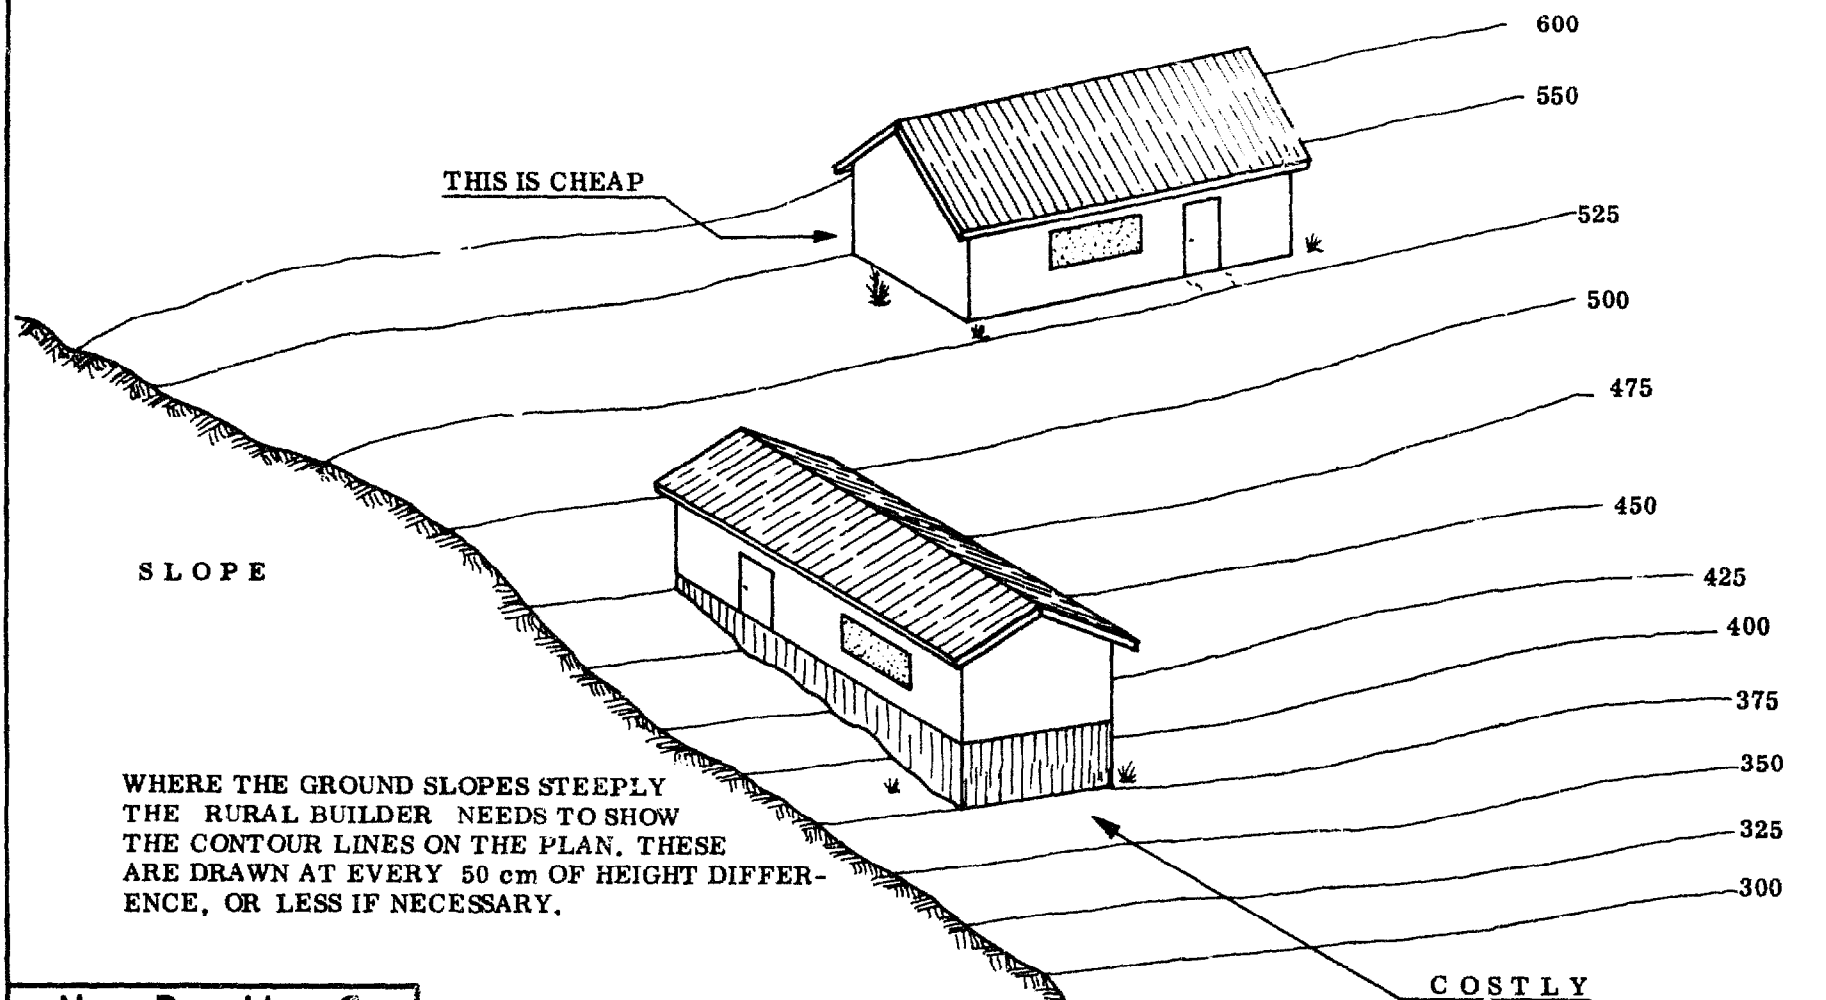 600
550
THIS IS CHEAP
525
500
475
450
SLOPE
425
400
375
350
WHERE THE GROUND SLOPES STEEPLY
THE RURAL BUILDER NEEDS TO SHOW
THE CONTOUR LINES ON THE PLAN. THESE
ARE DRAWN AT EVERY 50 cm OF HEIGHT DIFFER-
ENCE, OR LESS IF NECESSARY.
325
300
COSTLY